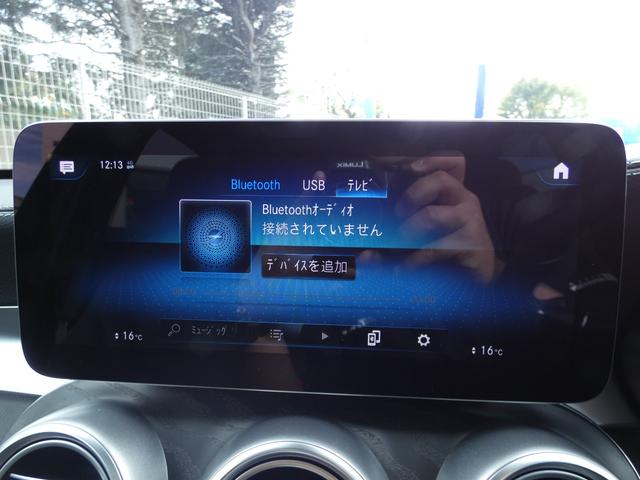 12:13 4G
LUMIX
Bluetooth USB テレビ
Bluetoothオーディオ
接続されていません
デバイスを追加
ミュージック
16°C
16°C